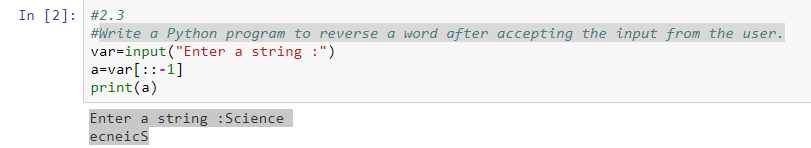 In [2]: #2.3
#Write a Python program to reverse a word after accepting the input from the user.
var=input("Enter a string :")
a=var[::-1]
print(a)
Enter a string :Science
ecneicS